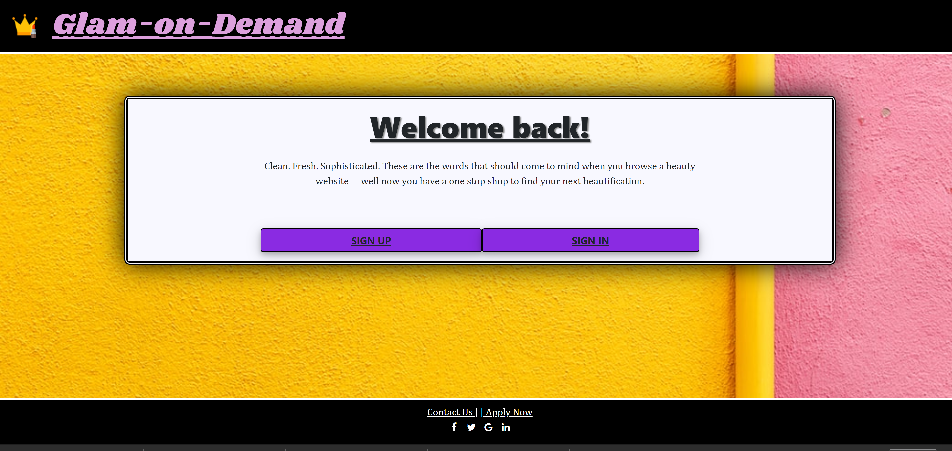 Glam-on-Demand
Welcome back!
Clean. Fresh. Sophisticated. These are the words that should come to mind when you browse a beauty
website — well now you have a one stop shop to find your next beautification.
SIGN UP SIGN IN
Contact Us || Apply Now